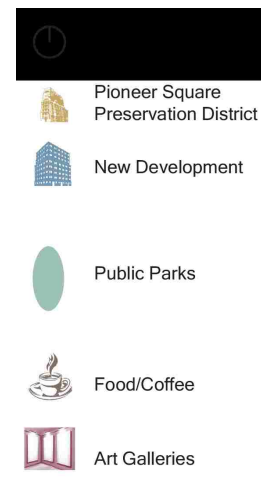 Pioneer Square
Preservation District
New Development
Public Parks
Food/Coffee
Art Galleries